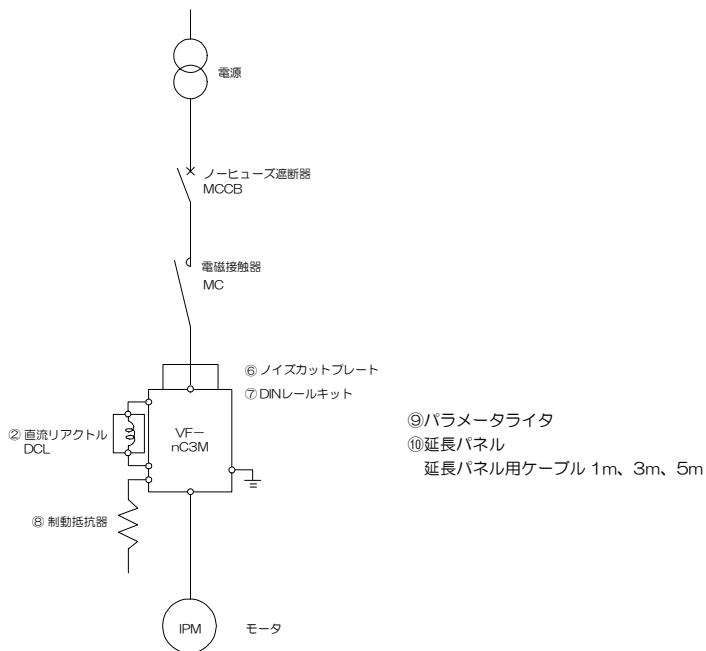 電源
ノーヒューズ遮断器
MCCB
電磁接触器
MC
⑥ ノイズカットプレート
⑦ DINレールキット
② 直流リアクトル
DCL
VF－
nC3M
⑧ 制動抵抗器
IPM
モータ
⑨パラメータライタ
⑩延長パネル
延長パネル用ケーブル 1m、3m、5m